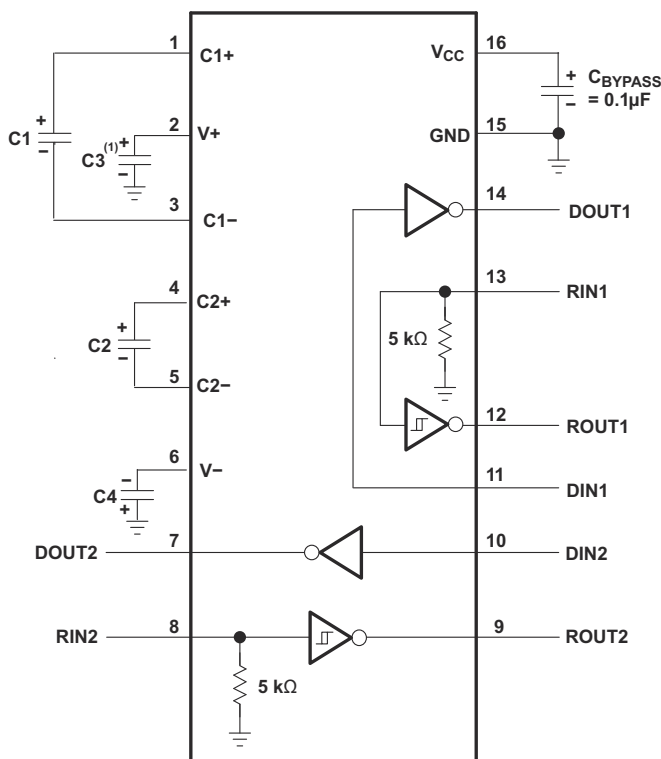 1
C1+
VCC
16
+
CBYPASS
= 0.1µF
−
C1
+
−
2
V+
C3(1)
+
−
GND
15
3
C1−
14
DOUT1
4
C2+
13
RIN1
C2
+
−
5 kΩ
5
C2−
12
ROUT1
6
V−
11
DIN1
C4
−
+
DOUT2
7
10
DIN2
RIN2
8
9
ROUT2
5 kΩ